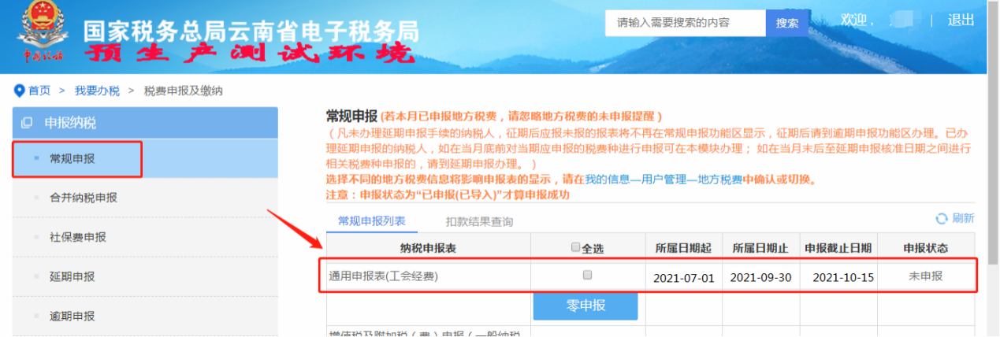 国家税务总局云南省电子税务局
预生产测试环境
中国税务
请输入需要搜索的内容 搜索
欢迎， | 退出
首页 > 我要办税 > 税费申报及缴纳
申报纳税
常规申报
合并纳税申报
社保费申报
延期申报
逾期申报
常规申报 (若本月已申报地方税费，请忽略地方税费的未申报提醒)
（凡未办理延期申报手续的纳税人，征期后应报未报的报表将不再在常规申报功能区显示，征期后请到逾期申报功能区办理。已办
理延期申报的纳税人，如在当月底前对当期应申报的税费种进行申报可在本模块办理； 如在当月末后至延期申报核准日期之间进行
相关税费种申报的，请到延期申报办理。）
选择不同的地方税费信息将影响申报表的显示，请在我的信息—用户管理—地方税费中确认或切换。
注意：申报状态为“已申报(已导入)”才算申报成功
常规申报列表 扣款结果查询 刷新
纳税申报表 全选 所属日期起 所属日期止 申报截止日期 申报状态
通用申报表(工会经费) 2021-07-01 2021-09-30 2021-10-15 未申报
零申报
增值税及附加税（费）申报（一般纳税